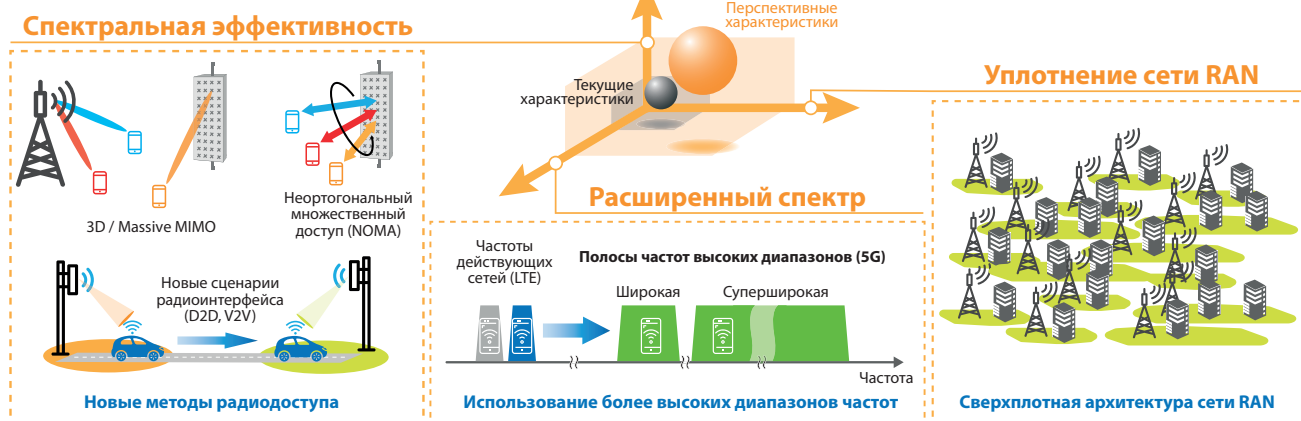 Спектральная эффективность
3D / Massive MIMO
Неортогональный
множественный
доступ (NOMA)
Новые сценарии
радиоинтерфейса
(D2D, V2V)
Новые методы радиодоступа
Перспективные
характеристики
Текущие
характеристики
Расширенный спектр
Частоты
действующих
сетей (LTE)
Полосы частот высоких диапазонов (5G)
Широкая
Суперширокая
Частота
Использование более высоких диапазонов частот
Уплотнение сети RAN
Сверхплотная архитектура сети RAN